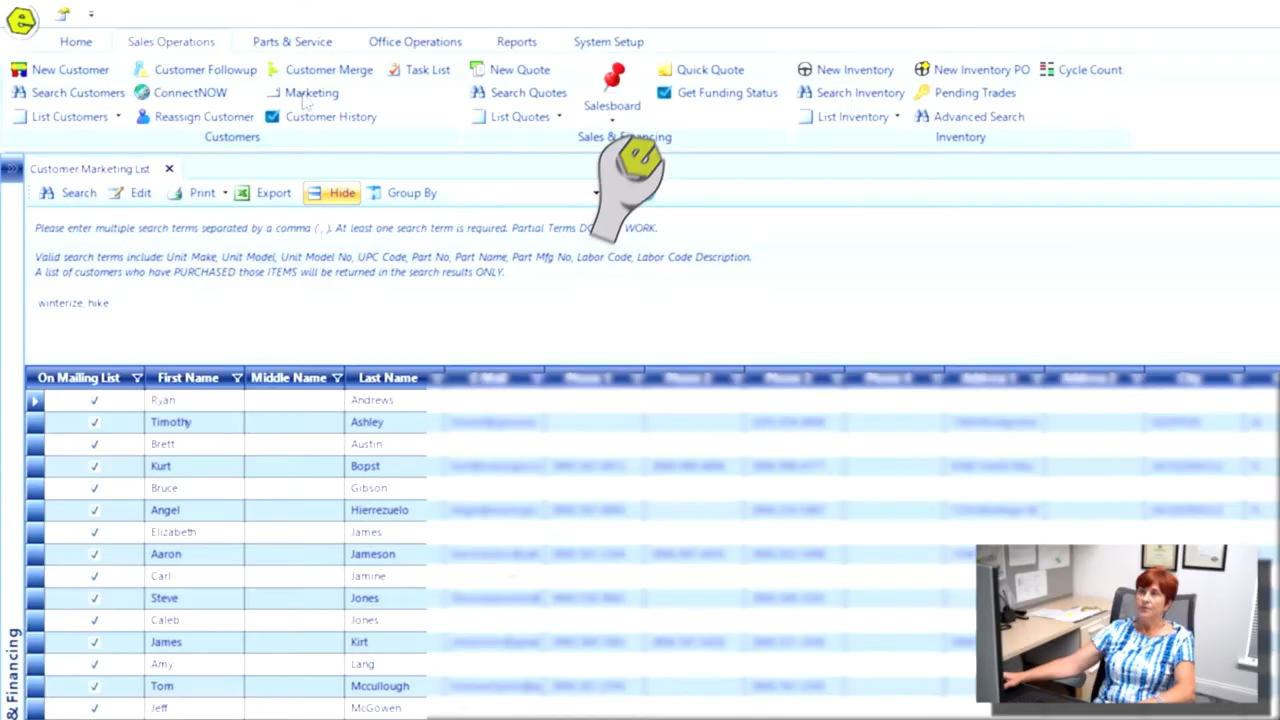 Home Sales Operations Parts & Service Office Operations Reports System Setup
New Customer Customer Followup Customer Merge Task List New Quote Quick Quote New Inventory New Inventory PO Cycle Count
Search Customers ConnectNOW Marketing Search Quotes Salesboard Get Funding Status Search Inventory Pending Trades
List Customers Reassign Customer Customer History List Quotes List Inventory Advanced Search
Customers Sales & Financing Inventory
Customer Marketing List
Search Edit Print Export Hide Group By
Please enter multiple search terms separated by a comma ( , ). At least one search term is required. Partial Terms WORK.
Valid search terms include: Unit Make, Unit Model, Unit Model No, UPC Code, Part No, Part Name, Part Mfg No, Labor Code, Labor Code Description.
A list of customers who have PURCHASED those ITEMS will be returned in the search results ONLY.
winterize, hike
On Mailing List First Name Middle Name Last Name
Ryan Andrews
Timothy Ashley
Brett Austin
Kurt Bopst
Bruce Gibson
Angel Hierrezuelo
Elizabeth James
Aaron Jameson
Carl Jamine
Steve Jones
Caleb Jones
James Kirt
Amy Lang
Tom Mccullough
Jeff McGowen
& Financing